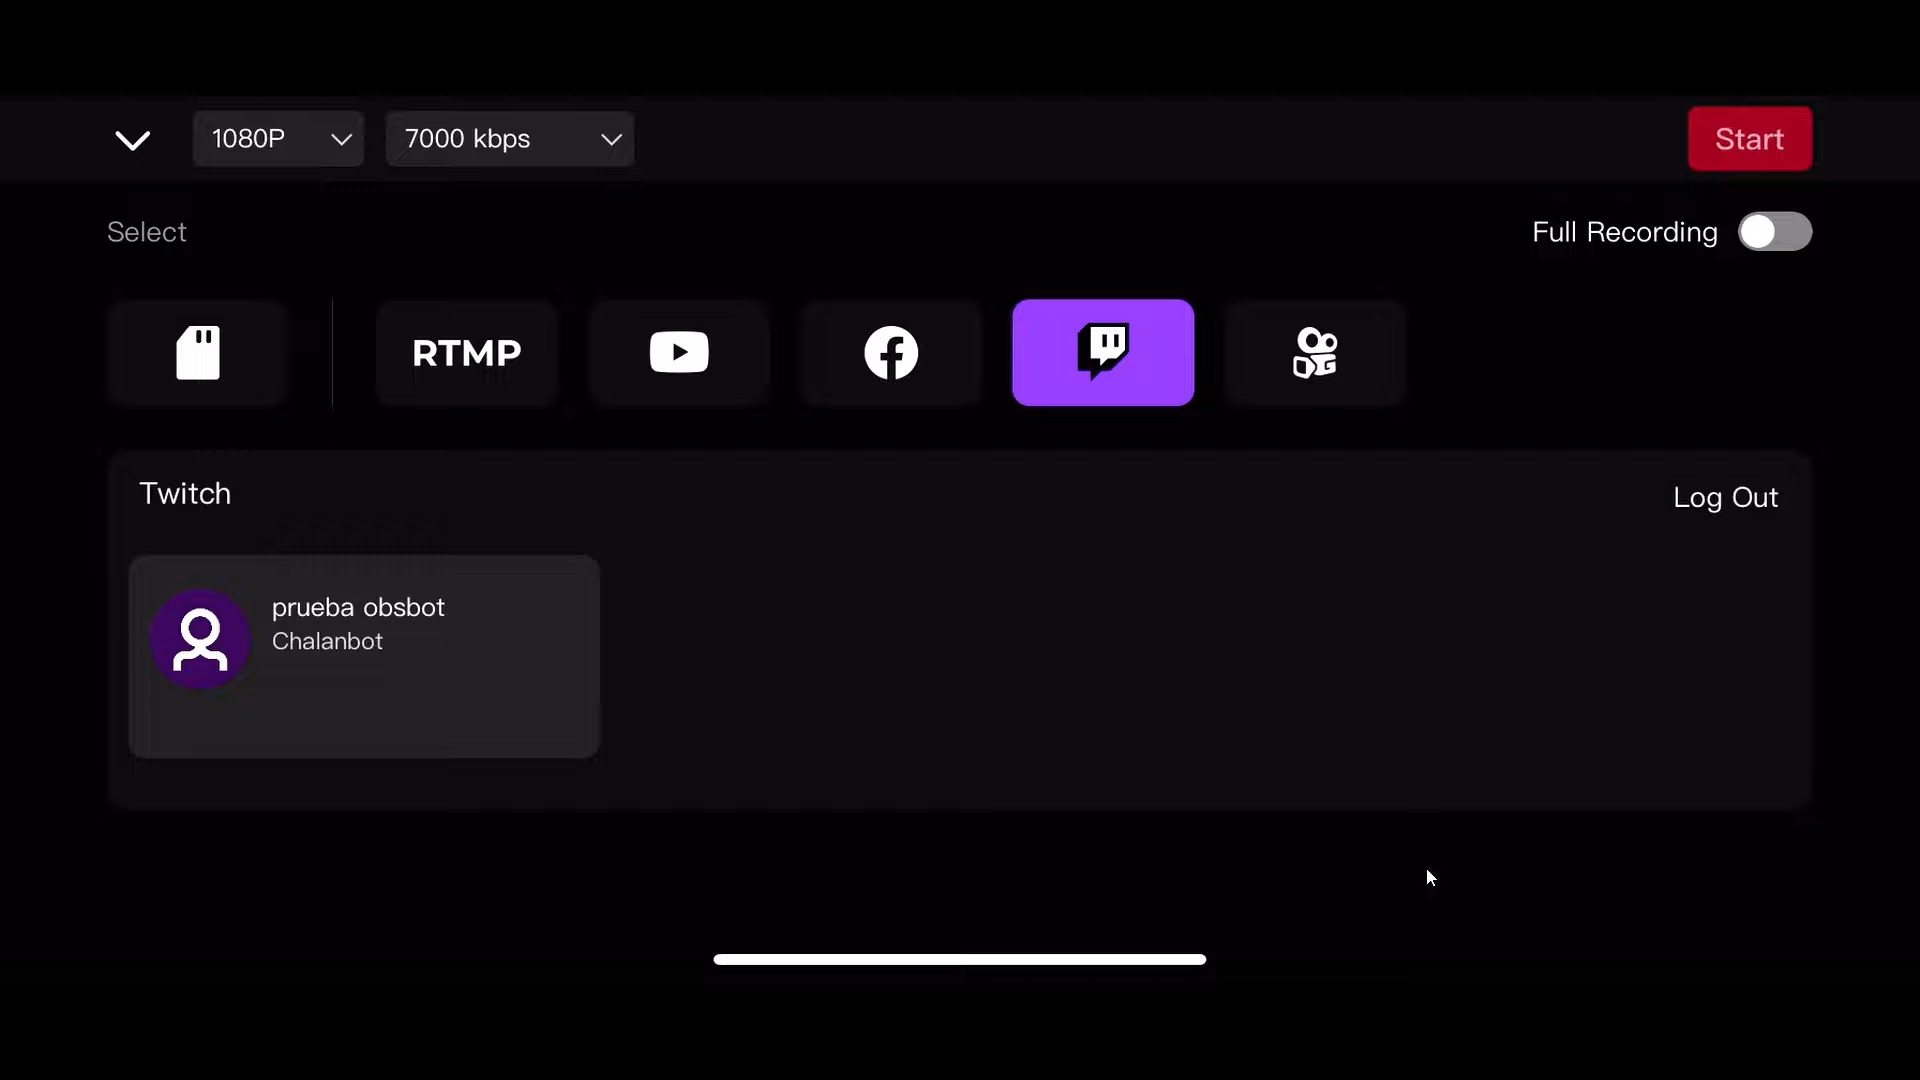 1080P
7000 kbps
Start
Select
Full Recording
RTMP
Twitch
Log Out
prueba obsbot
Chalanbot